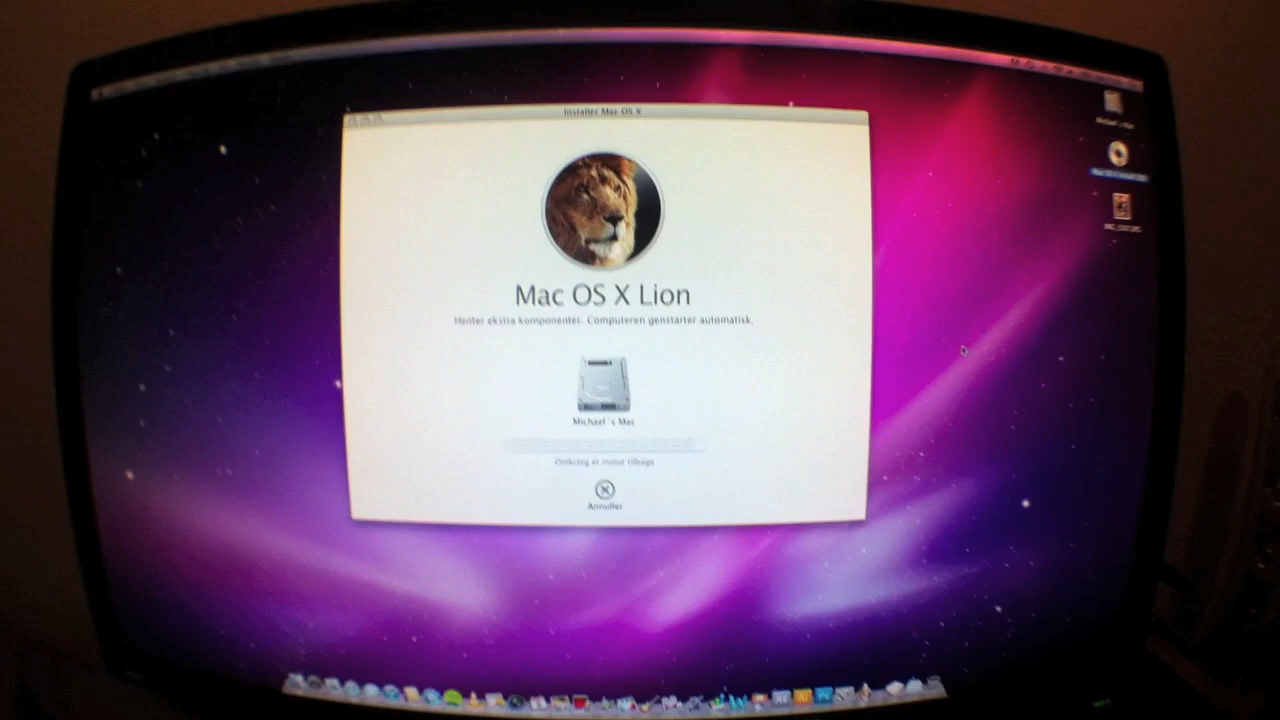 Installer Mac OS X
Mac OS X Lion
Henter ekstra komponenter. Computeren genstarter automatisk.
Michael´s Mac
Omkring et minut tilbage
Annuller